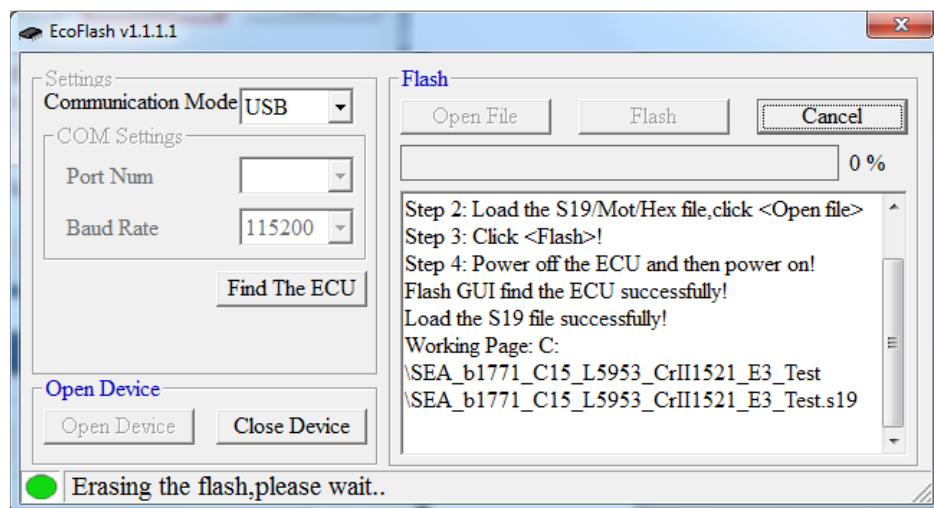 EcoFlash v1.1.1.1
Settings
Communication Mode USB
COM Settings
Port Num
Baud Rate 115200
Find The ECU
Open Device
Open Device Close Device
Flash
Open File Flash Cancel
0 %
Step 2: Load the S19/Mot/Hex file,click <Open file>
Step 3: Click <Flash>!
Step 4: Power off the ECU and then power on!
Flash GUI find the ECU successfully!
Load the S19 file successfully!
Working Page: C:
\SEA_b1771_C15_L5953_CrII1521_E3_Test
\SEA_b1771_C15_L5953_CrII1521_E3_Test.s19
Erasing the flash,please wait..